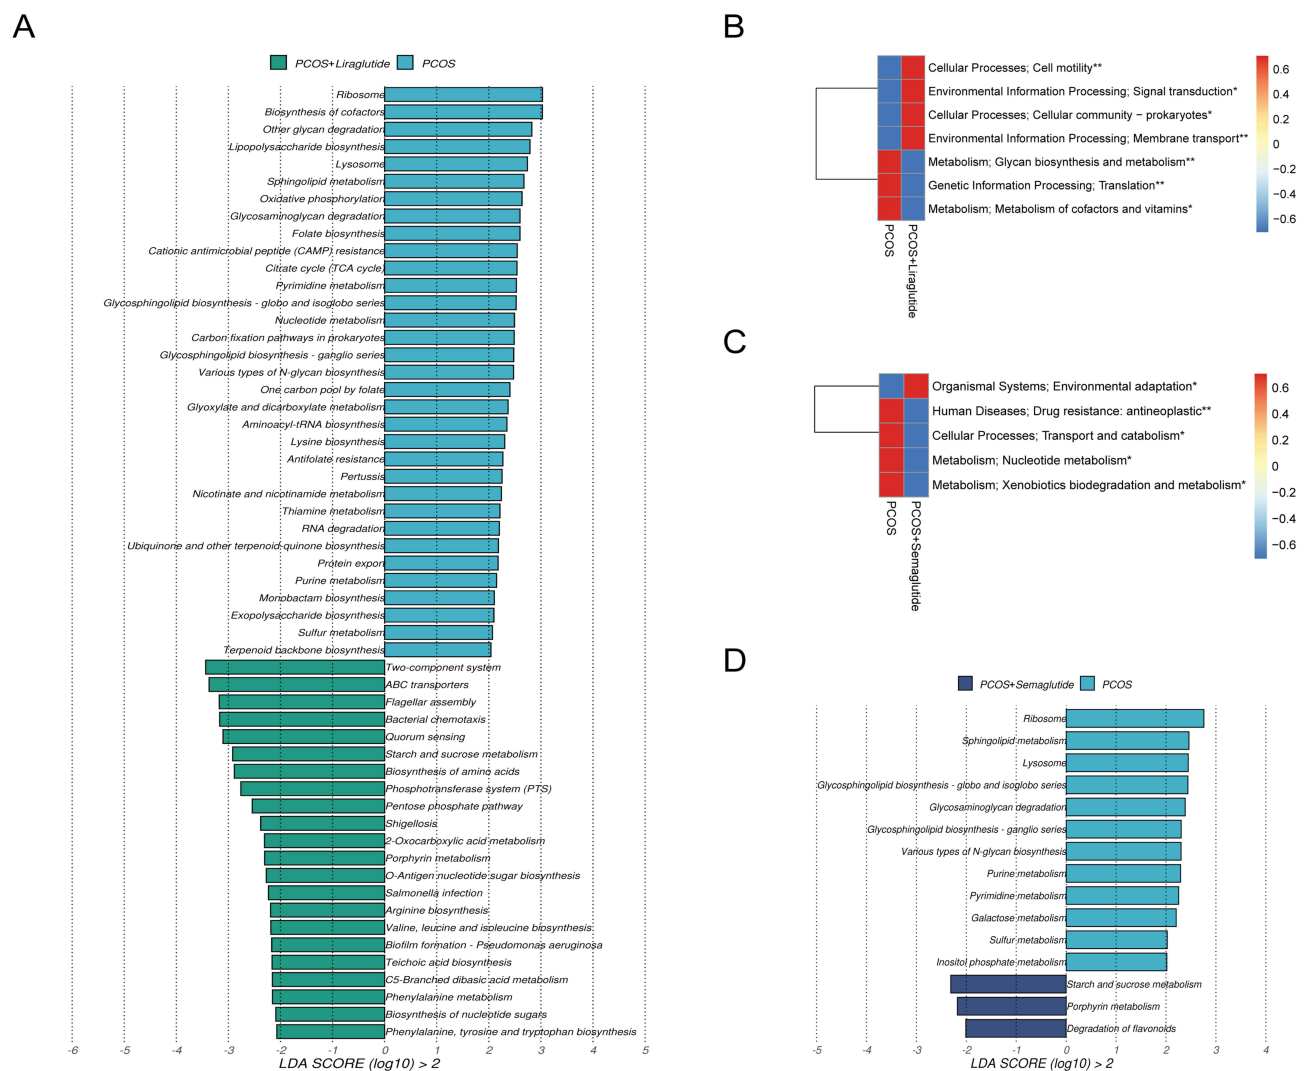 A
PCOS+Liraglutide PCOS
Ribosome
Biosynthesis of cofactors
Other glycan degradation
Lipopolysaccharide biosynthesis
Lysosome
Sphingolipid metabolism
Oxidative phosphorylation
Glycosaminoglycan degradation
Folate biosynthesis
Cationic antimicrobial peptide (CAMP) resistance
Citrate cycle (TCA cycle)
Pyrimidine metabolism
Glycosphingolipid biosynthesis - globo and isoglobo series
Nucleotide metabolism
Carbon fixation pathways in prokaryotes
Glycosphingolipid biosynthesis - ganglio series
Various types of N-glycan biosynthesis
One carbon pool by folate
Glyoxylate and dicarboxylate metabolism
Aminoacyl-tRNA biosynthesis
Lysine biosynthesis
Antifolate resistance
Pertussis
Nicotinate and nicotinamide metabolism
Thiamine metabolism
RNA degradation
Ubiquinone and other terpenoid-quinone biosynthesis
Protein export
Purine metabolism
Monobactam biosynthesis
Exopolysaccharide biosynthesis
Sulfur metabolism
Terpenoid backbone biosynthesis
Two-component system
ABC transporters
Flagellar assembly
Bacterial chemotaxis
Quorum sensing
Starch and sucrose metabolism
Biosynthesis of amino acids
Phosphotransferase system (PTS)
Pentose phosphate pathway
Shigellosis
2-Oxocarboxylic acid metabolism
Porphyrin metabolism
O-Antigen nucleotide sugar biosynthesis
Salmonella infection
Arginine biosynthesis
Valine, leucine and isoleucine biosynthesis
Biofilm formation - Pseudomonas aeruginosa
Teichoic acid biosynthesis
C5-Branched dibasic acid metabolism
Phenylalanine metabolism
Biosynthesis of nucleotide sugars
Phenylalanine, tyrosine and tryptophan biosynthesis
-6 -5 -4 -3 -2 -1 0 1 2 3 4 5
LDA SCORE (log10) > 2
B
Cellular Processes; Cell motility**
Environmental Information Processing; Signal transduction*
Cellular Processes; Cellular community − prokaryotes*
Environmental Information Processing; Membrane transport**
Metabolism; Glycan biosynthesis and metabolism**
Genetic Information Processing; Translation**
Metabolism; Metabolism of cofactors and vitamins*
PCOS
PCOS+Liraglutide
0.6
0.4
0.2
0
−0.2
−0.4
−0.6
C
Organismal Systems; Environmental adaptation*
Human Diseases; Drug resistance: antineoplastic**
Cellular Processes; Transport and catabolism*
Metabolism; Nucleotide metabolism*
Metabolism; Xenobiotics biodegradation and metabolism*
PCOS
PCOS+Semaglutide
0.6
0.4
0.2
0
−0.2
−0.4
−0.6
D
PCOS+Semaglutide PCOS
Ribosome
Sphingolipid metabolism
Lysosome
Glycosphingolipid biosynthesis - globo and isoglobo series
Glycosaminoglycan degradation
Glycosphingolipid biosynthesis - ganglio series
Various types of N-glycan biosynthesis
Purine metabolism
Pyrimidine metabolism
Galactose metabolism
Sulfur metabolism
Inositol phosphate metabolism
Starch and sucrose metabolism
Porphyrin metabolism
Degradation of flavonoids
-5 -4 -3 -2 -1 0 1 2 3 4
LDA SCORE (log10) > 2